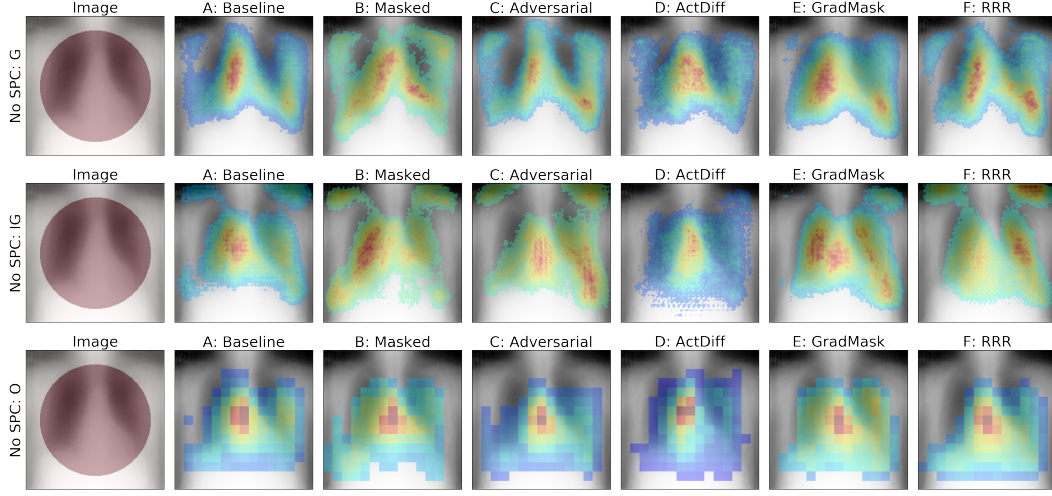 Image A: Baseline B: Masked C: Adversarial D: ActDiff E: GradMask F: RRR
No SPC: G
Image A: Baseline B: Masked C: Adversarial D: ActDiff E: GradMask F: RRR
No SPC: IG
Image A: Baseline B: Masked C: Adversarial D: ActDiff E: GradMask F: RRR
No SPC: O